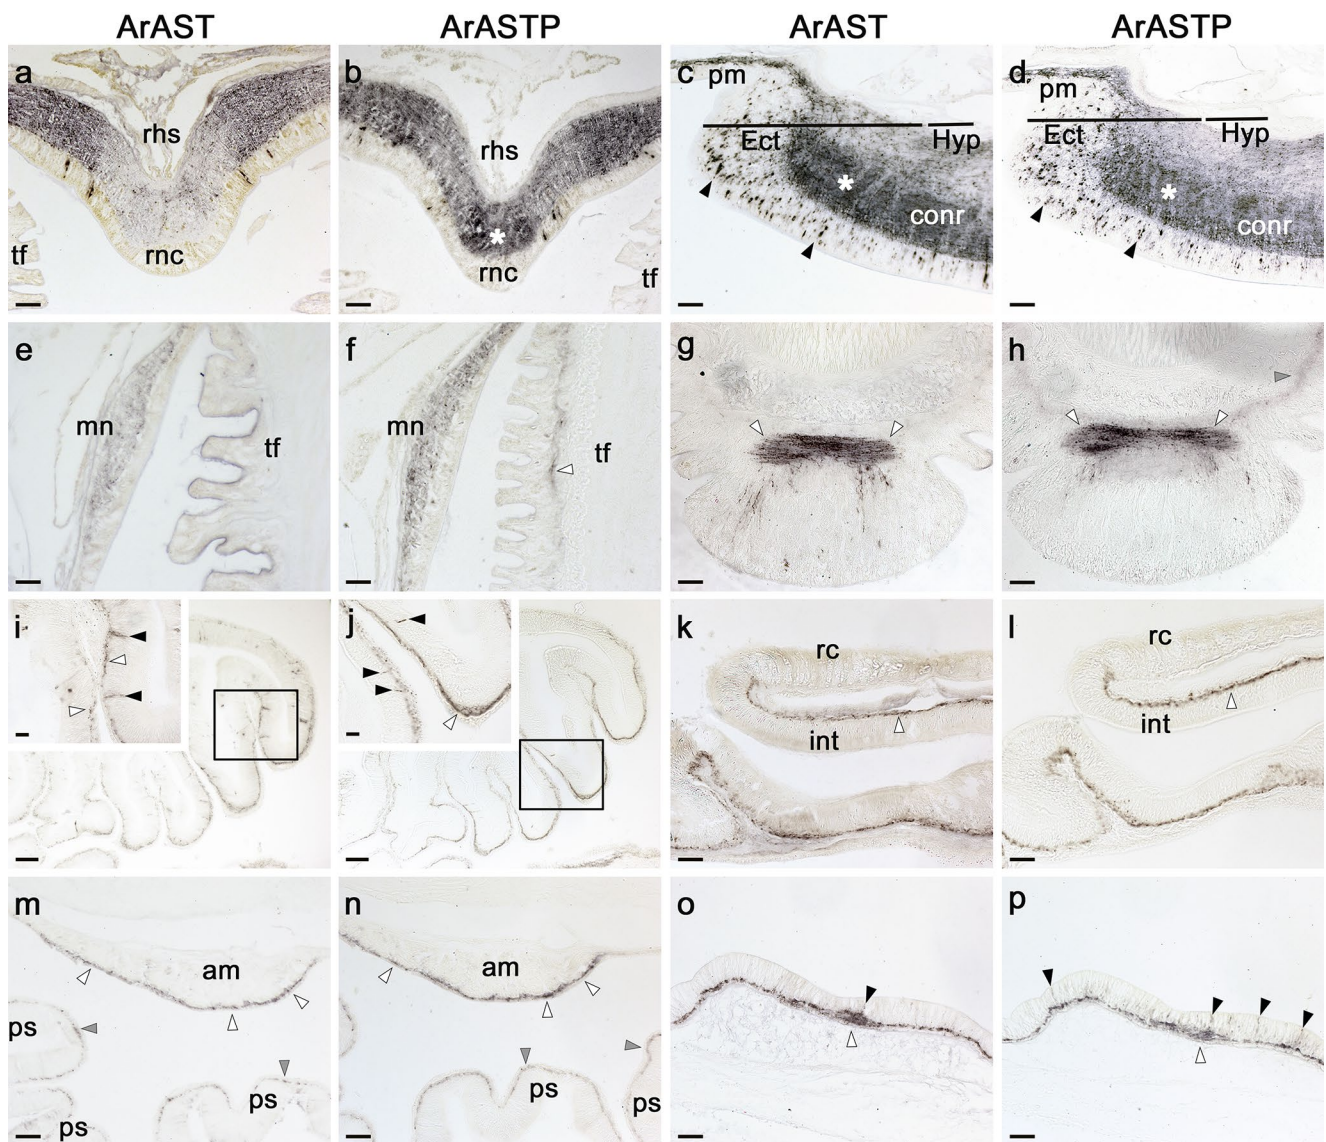 ArAST ArASTP ArAST ArASTP
a b c pm d. pm
rhs rhs Ect Hyp Ect Hyp
* * *
conr conr
tf rnc rnc tf
e f g h
mn tf mn tf
i j k rc l rc
int int
m n o p
am am
ps ps ps
ps ps